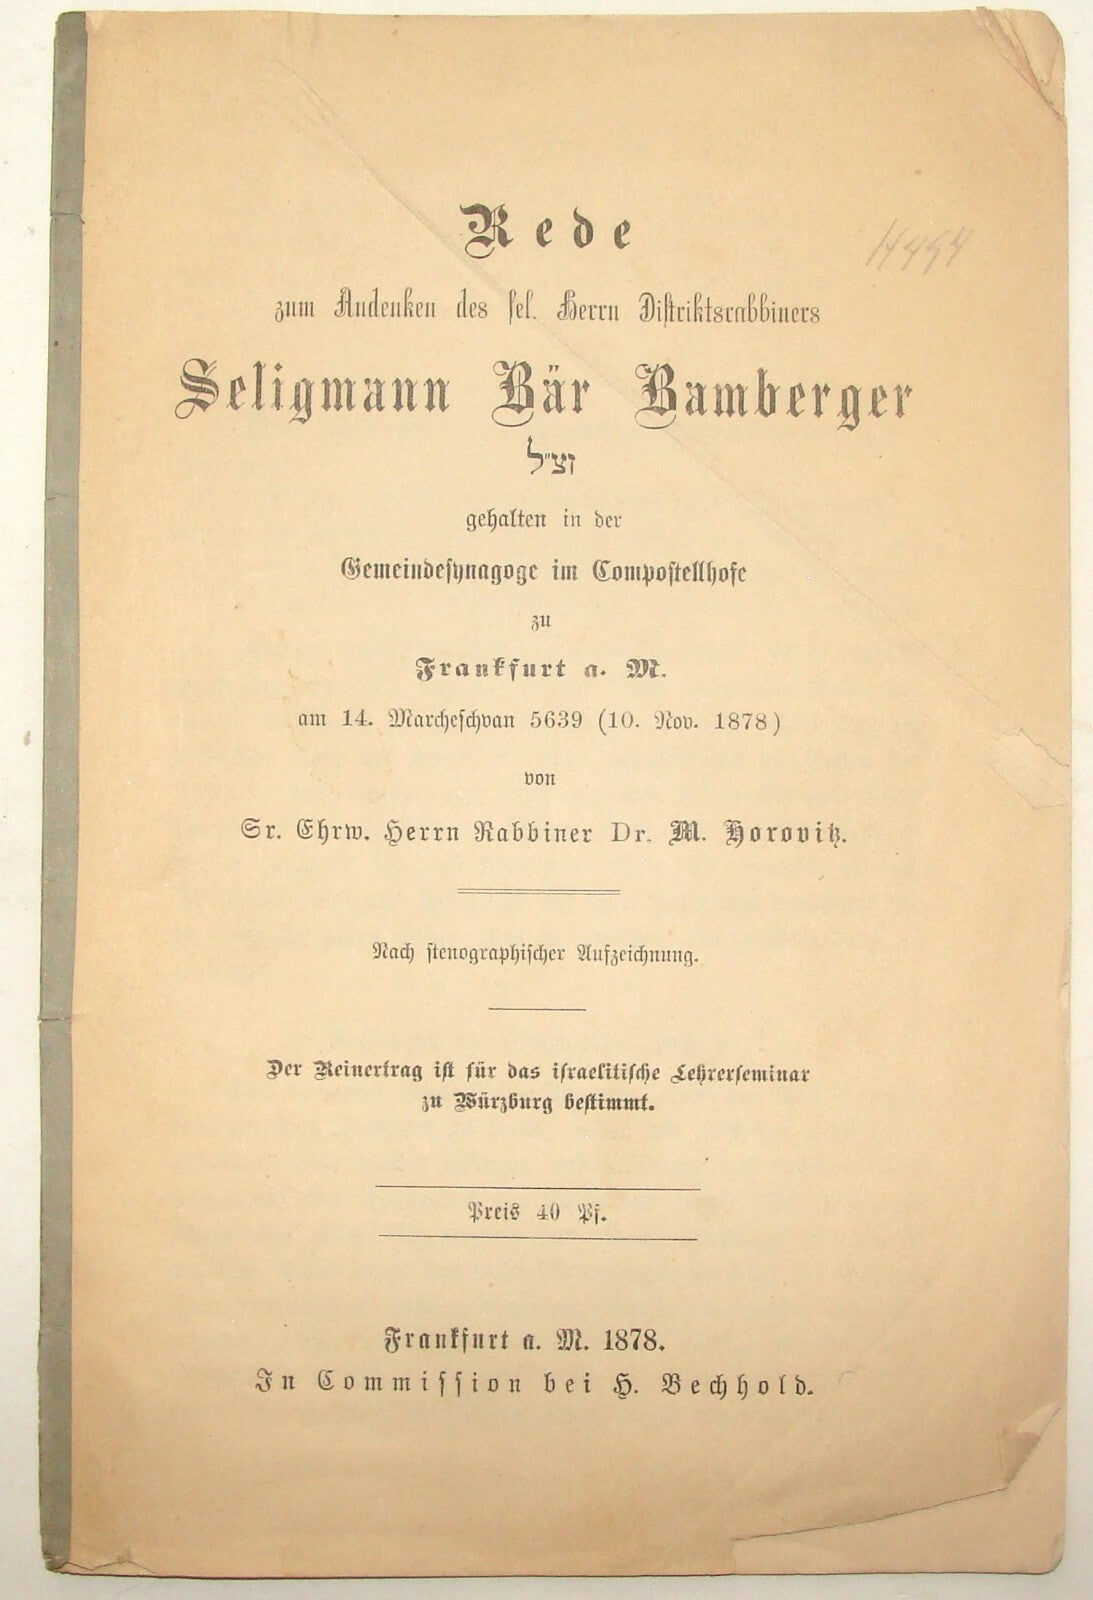 Rede
zum Andenken des sel. Herrn Distriktsrabbiners
Seligmann Bär Bamberger
זצ״ל
gehalten in der
Gemeindesynagoge im Compostellhofe
zu
Frankfurt a. M.
am 14. Marcheschvan 5639 (10. Nov. 1878)
von
Sr. Ehrw. Herrn Rabbiner Dr. M. Horovitz.
Nach stenographischer Aufzeichnung.
Der Reinertrag ist für das israelitische Lehrerseminar
zu Würzburg bestimmt.
Preis 40 Pf.
Frankfurt a. M. 1878.
In Commission bei H. Bechhold.